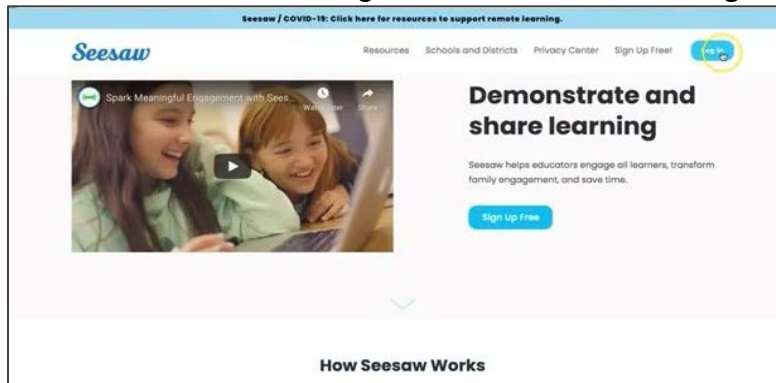 Seesaw / COVID-19: Click here for resources to support remote learning.
Seesaw
Resources Schools and Districts Privacy Center Sign Up Free! Log In
Spark Meaningful Engagement with Sees...
Watch later Share
Demonstrate and
share learning
Seesaw helps educators engage all learners, transform
family engagement, and save time.
Sign Up Free
How Seesaw Works